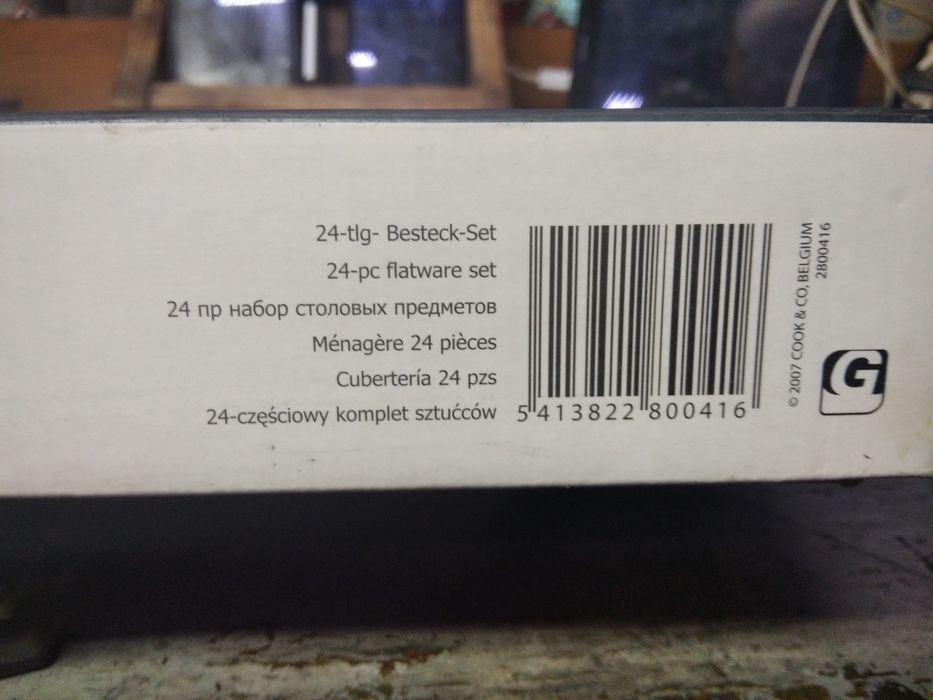 24-tlg- Besteck-Set
24-pc flatware set
24 пр набор столовых предметов
Ménagère 24 pièces
Cubertería 24 pzs
24-częściowy komplet sztućców
5 413822 800416
© 2007 COOK & CO, BELGIUM
2800416
G